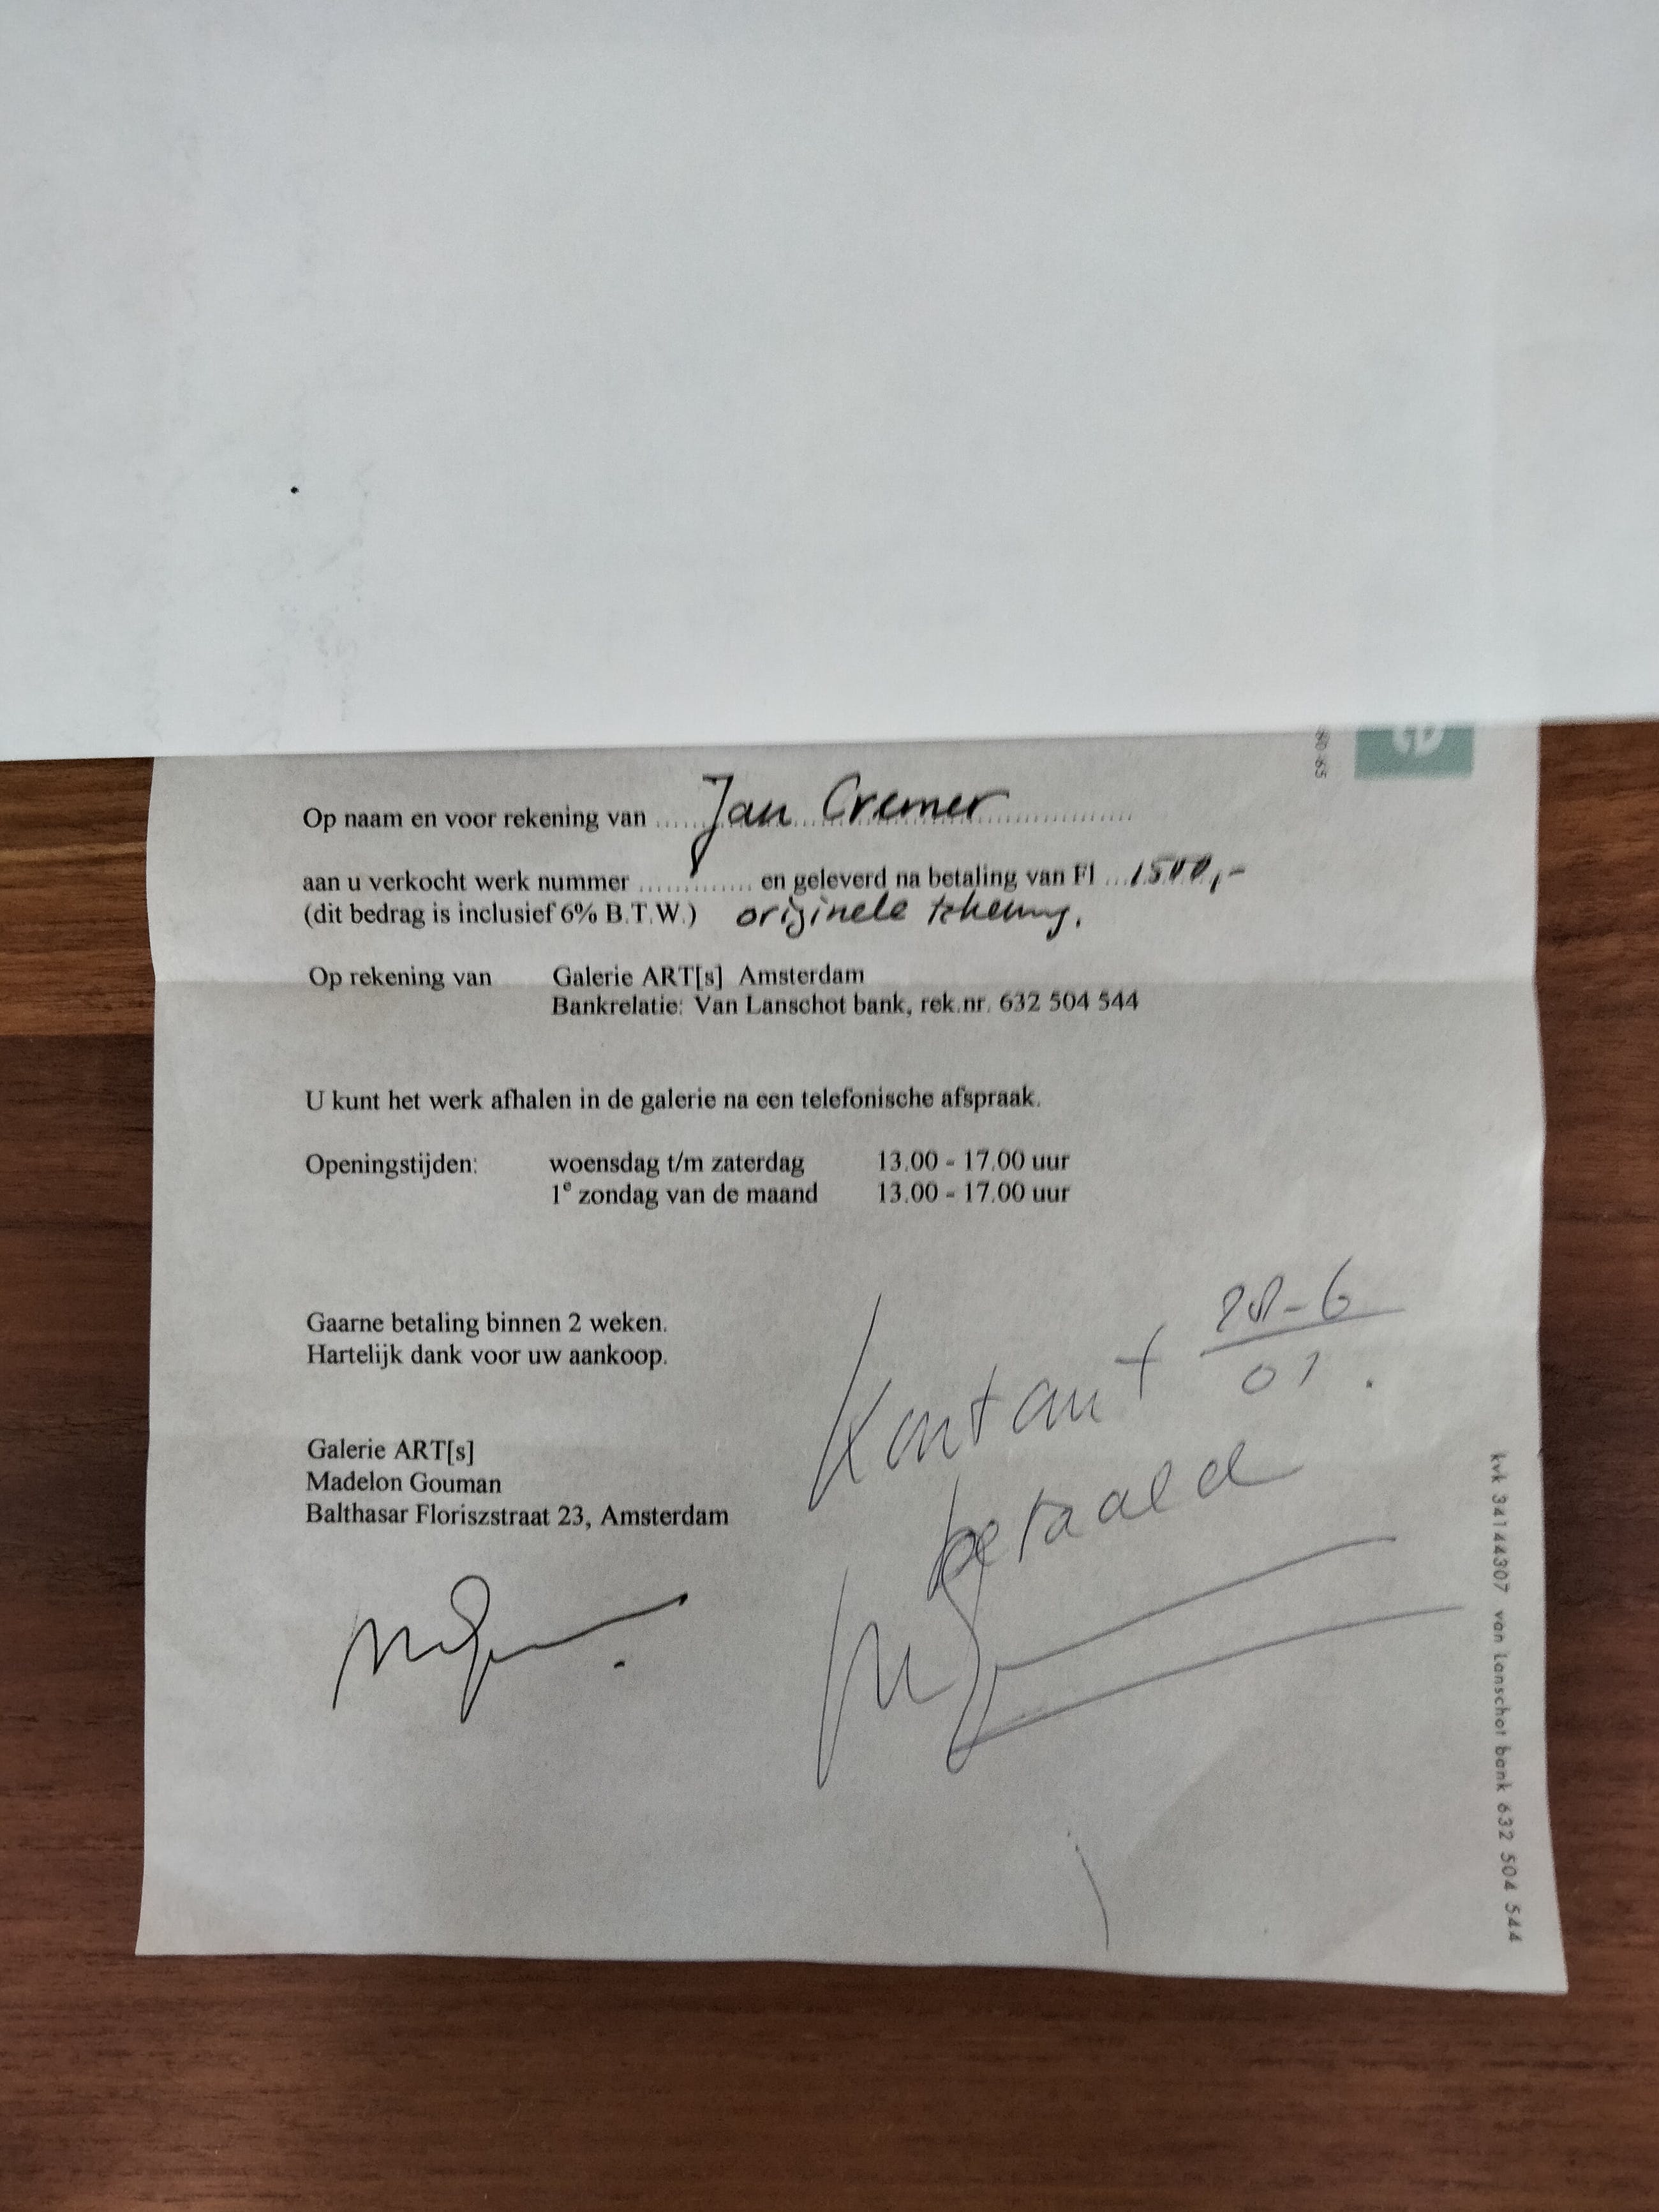 Op naam en voor rekening van ..... Jan Cremer ..................
aan u verkocht werk nummer .............. en geleverd na betaling van Fl ... 1500,-
(dit bedrag is inclusief 6% B.T.W.) originele tekening.
Op rekening van Galerie ART[s] Amsterdam
Bankrelatie: Van Lanschot bank, rek.nr. 632 504 544
U kunt het werk afhalen in de galerie na een telefonische afspraak.
Openingstijden: woensdag t/m zaterdag 13.00 - 17.00 uur
1e zondag van de maand 13.00 - 17.00 uur
Gaarne betaling binnen 2 weken.
Hartelijk dank voor uw aankoop.
Kontant 28-6
01.
betaald
Galerie ART[s]
Madelon Gouman
Balthasar Floriszstraat 23, Amsterdam
kvk 34144307 van lanschot bank 632 504 544